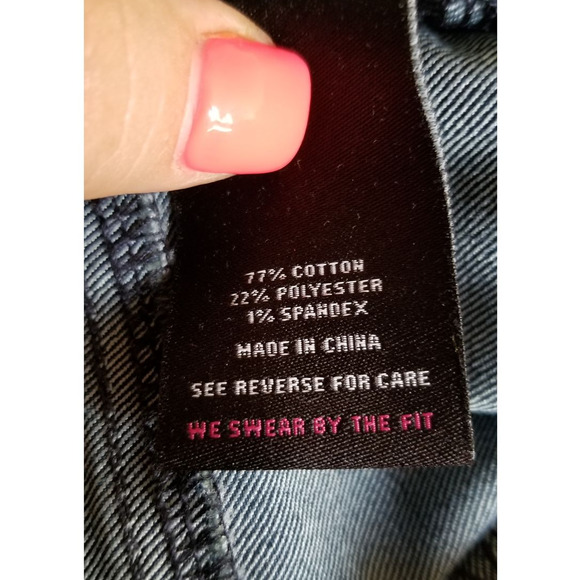 77% COTTON
22% POLYESTER
1% SPANDEX
MADE IN CHINA
SEE REVERSE FOR CARE
WE SWEAR BY THE FIT